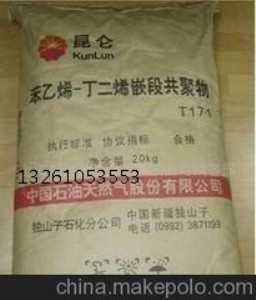 昆仑
KunLun
苯乙烯-丁二烯嵌段共聚物
T171
执行标准 协议指标 合格
净含量 20kg
13261053553
中国石油天然气股份有限公司
独山子石化分公司
中国新疆独山子
电话 (0992) 3871199
china.makepolo.com